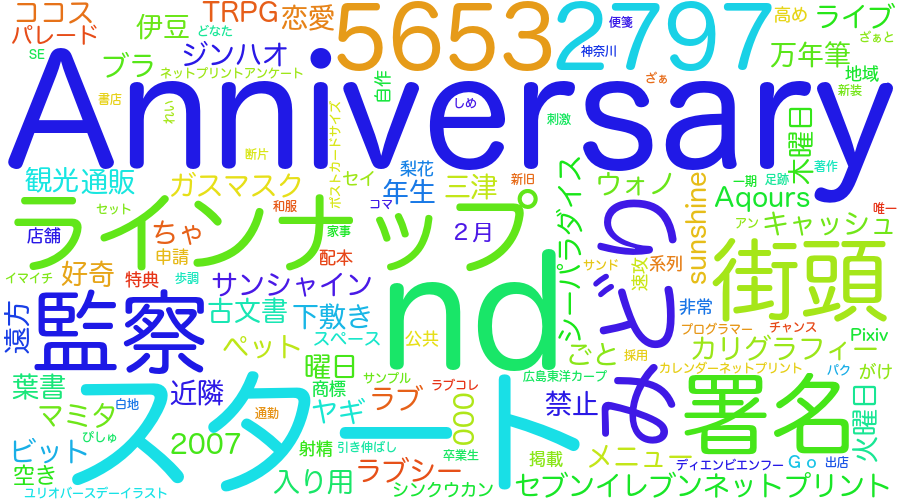 ココス
TRPG
恋愛
5653
2797
便箋
高め
ライブ
パレード
伊豆
どなた
神奈川
ざぁと
SE
ブラ
ジンハオ
万年筆
ネットプリントアンケート
自作
ざぁ
地域
Anniversary
書店
れい
ポストカードサイズ
しめ
刺激
新装
木曜日
断片
観光
通販
ガスマスク
セイ
梨花
年生
三津
新旧
シーパラダイス
ウォノ
sunshine
一期
足跡
著作
Aqours
セット
ラインナップ
和服
コマ
唯一
店舗
ちゃ
家事
2月
みどり
アン
キャッシュ
イマイチ
好奇
特典
申請
歩調
配本
nd
サンド
速攻
系列
街頭
サンシャイン
遠方
監察
古文書
下敷き
非常
スペース
公共
ペット
プログラマー
チャンス
Pixiv
ごと
採用
カリグラフィー
曜日
葉書
近隣
商標
サンプル
広島東洋カープ
カレンダーネットプリント
パク
がけ
スタート
マミタ
白地
通勤
ヤギ
ラブ
ラブコレ
000
禁止
署名
火曜日
ぴしゅ
2007
射精
引き伸ばし
卒業生
ビット
掲載
メニュー
ディエンビエンフー
Go
出店
空き
入り用
ラブシー
シンクウカン
セブンイレブンネットプリント
ユリオバースデーイラスト